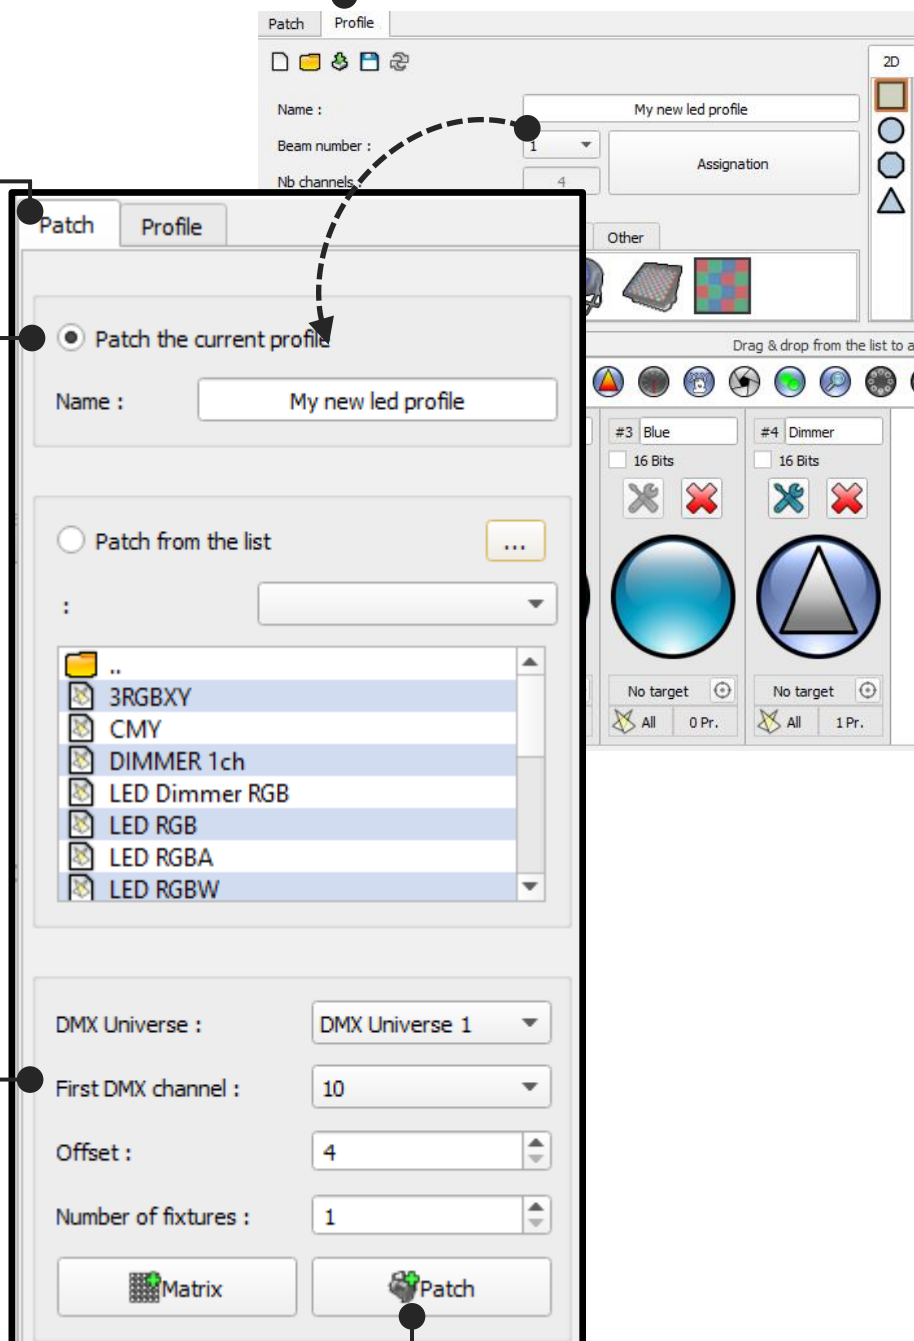 Patch Profile
2D
Name : My new led profile
Beam number : 1
Assignation
Nb channels : 4
Other
Drag & drop from the list to a
#3 Blue
16 Bits
No target
All 0 Pr.
#4 Dimmer
16 Bits
No target
All 1 Pr.
Patch Profile
Patch the current profile
Name : My new led profile
Patch from the list ...
:
..
3RGBXY
CMY
DIMMER 1ch
LED Dimmer RGB
LED RGB
LED RGBA
LED RGBW
DMX Universe : DMX Universe 1
First DMX channel : 10
Offset : 4
Number of fixtures : 1
Matrix Patch